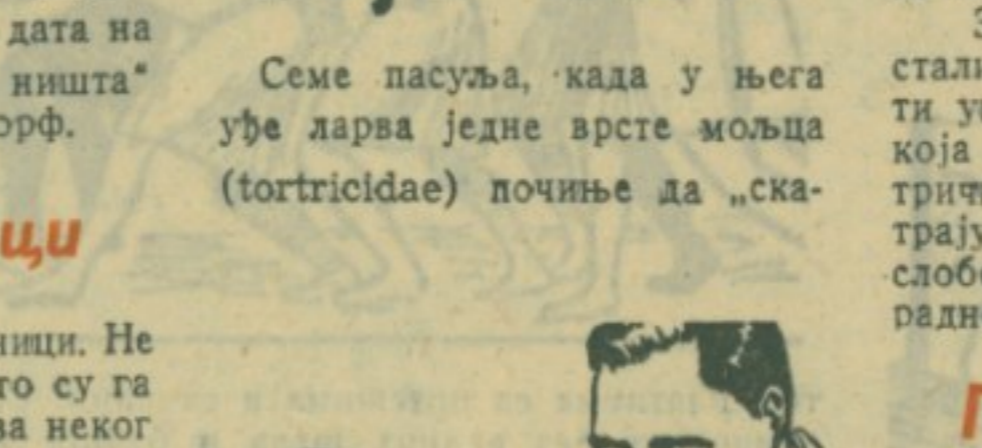 дата на
ништа“
орф.
ци
ници. Не
то су га
ва неког
Семе пасуља, када у њега
уђе ларва једне врсте мољца
(tortricidae) почиње да „ска-
стали
ти
која
трич
трају
слобо
радн